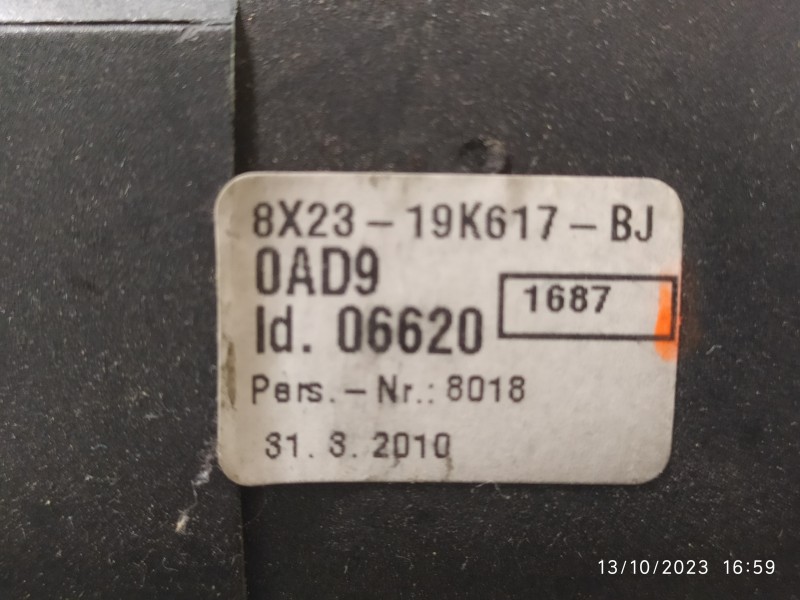 8X23-19K617-BJ
0AD9
1687
Id. 06620
Pers.-Nr.: 8018
31. 3. 2010
13/10/2023 16:59